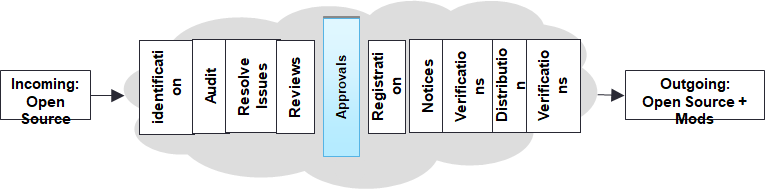 Incoming:
Open
Source
identificati
on
Audit
Resolve
Issues
Reviews
Approvals
Registrati
on
Notices
Verificatio
ns
Distributio
n
Verificatio
ns
Outgoing:
Open Source +
Mods